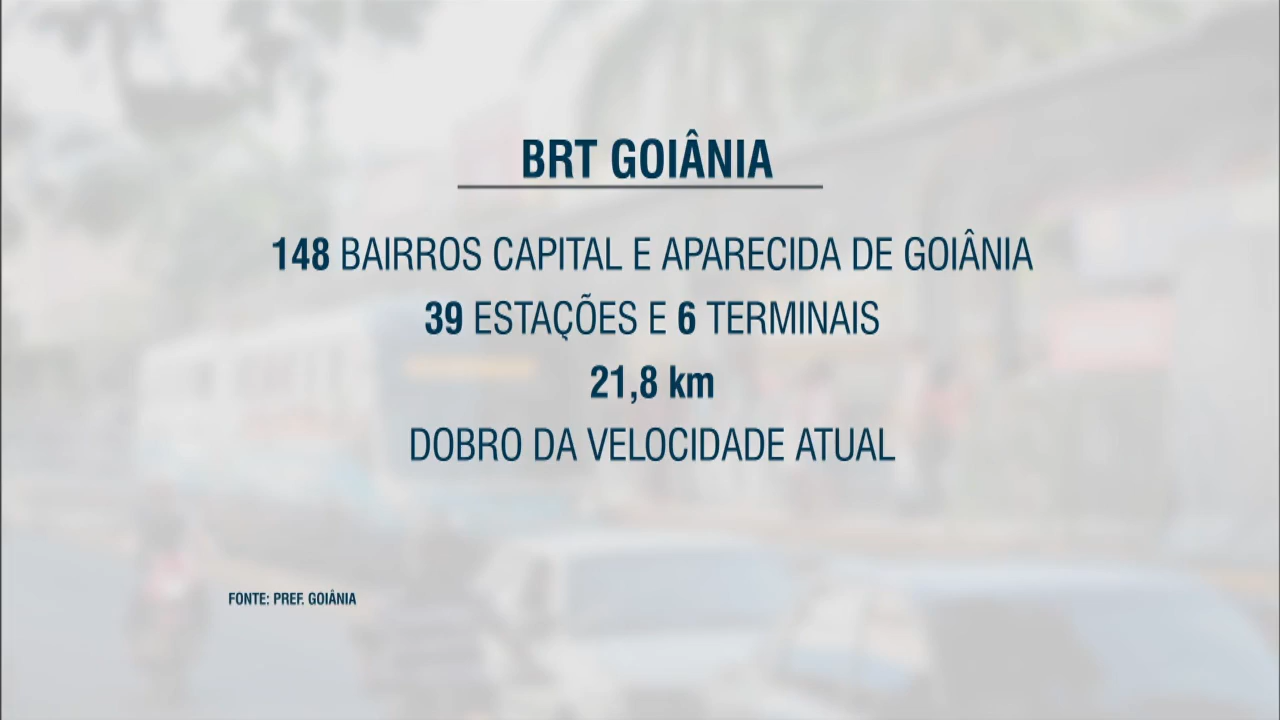 BRT GOIÂNIA
148 BAIRROS CAPITAL E APARECIDA DE GOIÂNIA
39 ESTAÇÕES E 6 TERMINAIS
21,8 km
DOBRO DA VELOCIDADE ATUAL
FONTE: PREF. GOIÂNIA